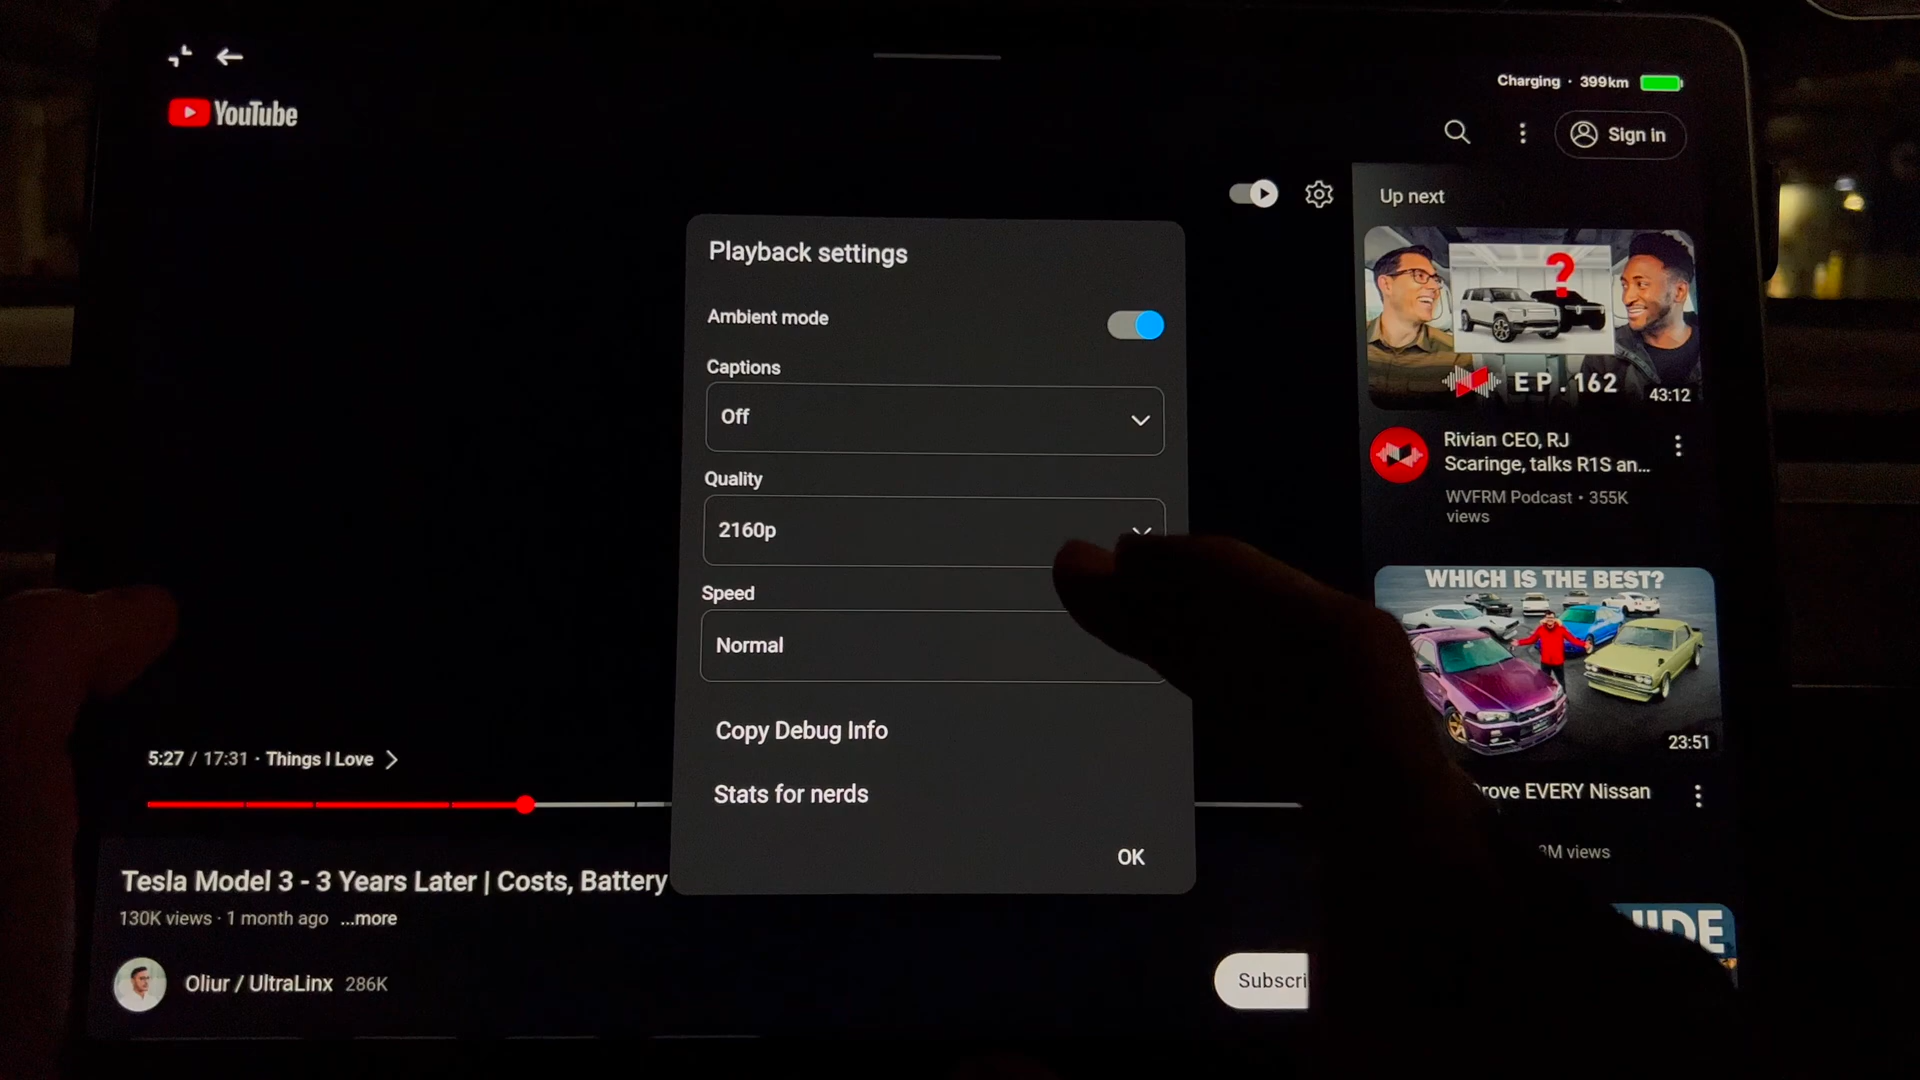 Charging · 399km
YouTube
Sign in
Up next
Playback settings
Ambient mode
Captions
Off
Quality
2160p
Speed
Normal
Copy Debug Info
Stats for nerds
OK
5:27 / 17:31 · Things I Love
Tesla Model 3 - 3 Years Later | Costs, Battery
130K views · 1 month ago ...more
Oliur / UltraLinx 286K
Subscri
?
EP.162
43:12
Rivian CEO, RJ
Scaringe, talks R1S an...
WVFRM Podcast • 355K
views
WHICH IS THE BEST?
23:51
EVERY Nissan
views